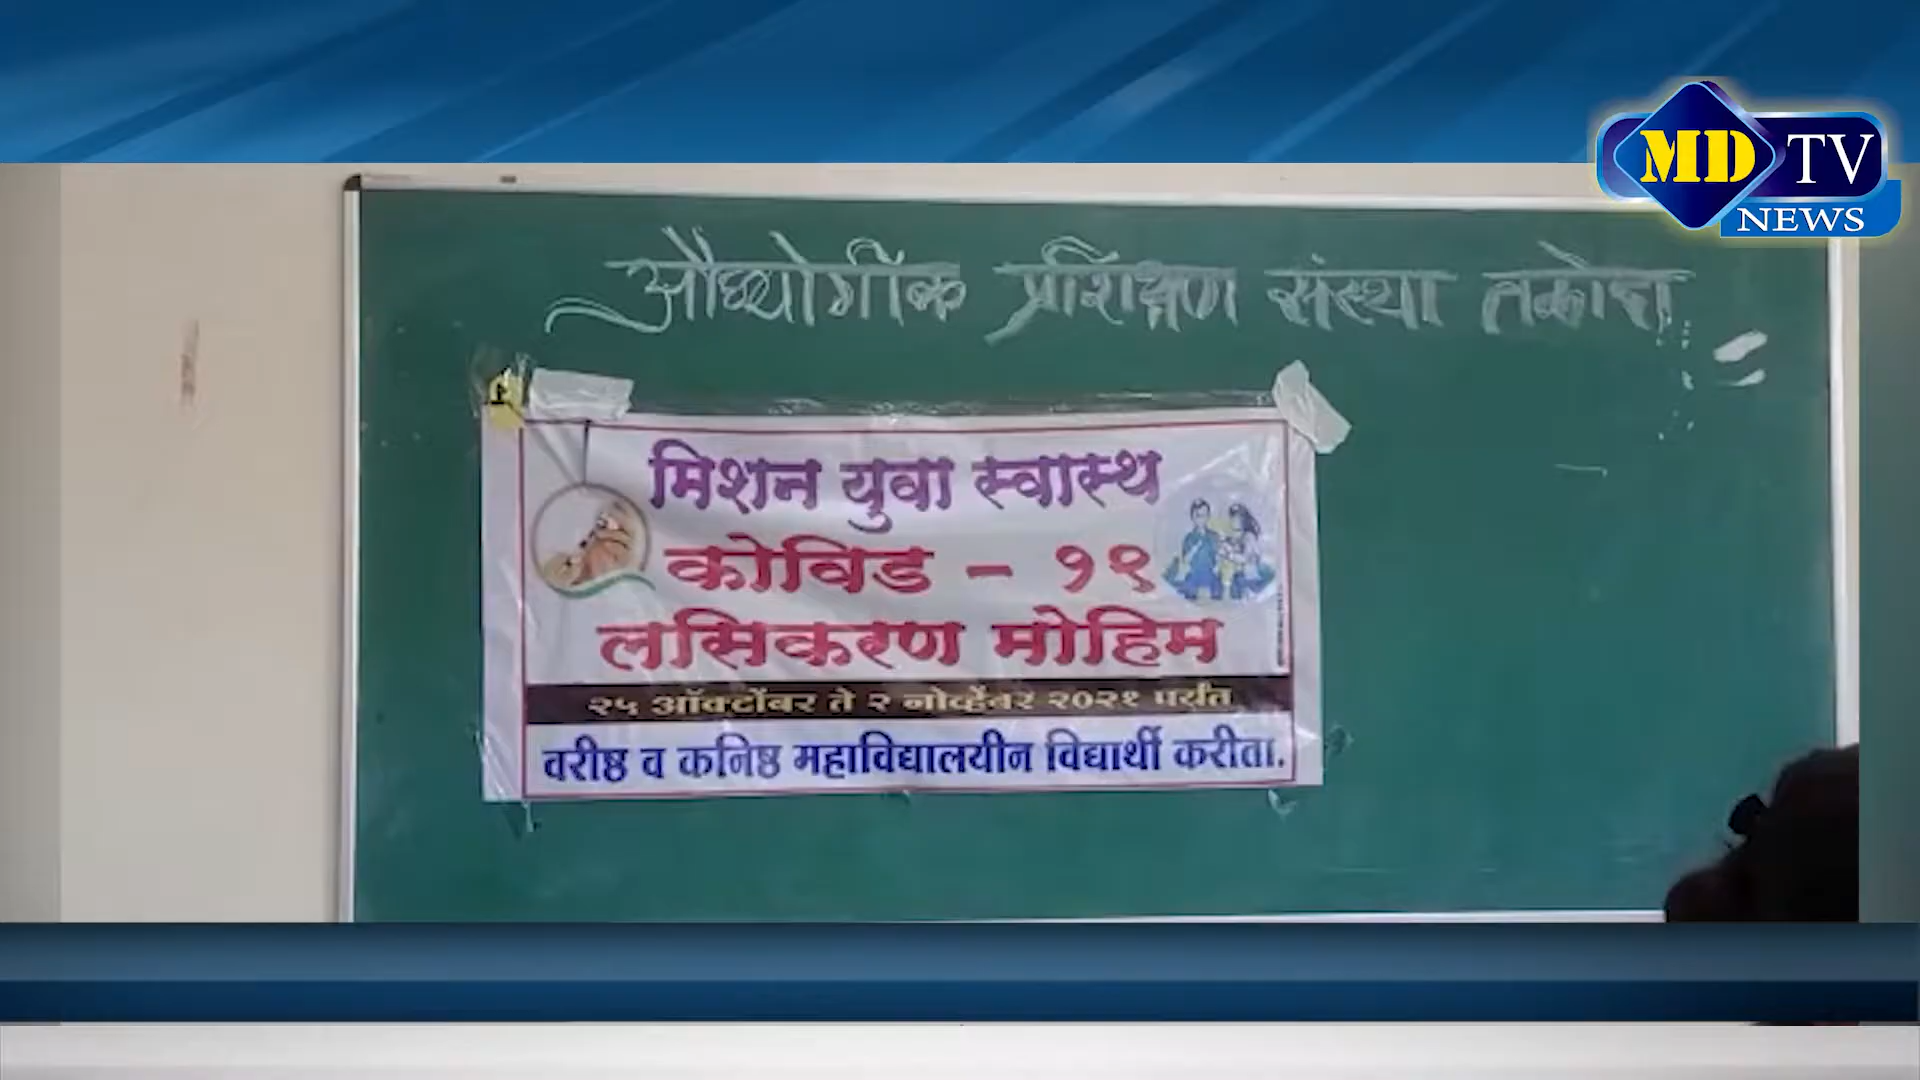 MD TV
NEWS
औद्योगीक प्रशिक्षण संस्था तळोदा
मिशन युवा स्वास्थ
कोविड - १९
लसिकरण मोहिम
२५ ऑक्टोंबर ते २ नोव्हेंबर २०२१ पर्यंत
वरीष्ठ व कनिष्ठ महाविद्यालयीन विद्यार्थी करीता.